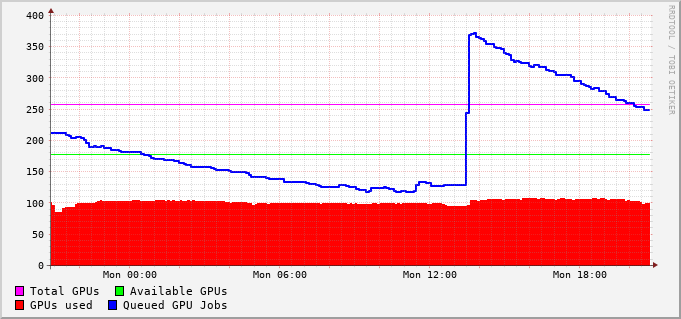 400
350
300
250
200
150
100
50
0
Mon 00:00 Mon 06:00 Mon 12:00 Mon 18:00
Total GPUs Available GPUs
GPUs used Queued GPU Jobs
RRDTOOL / TOBI OETIKER